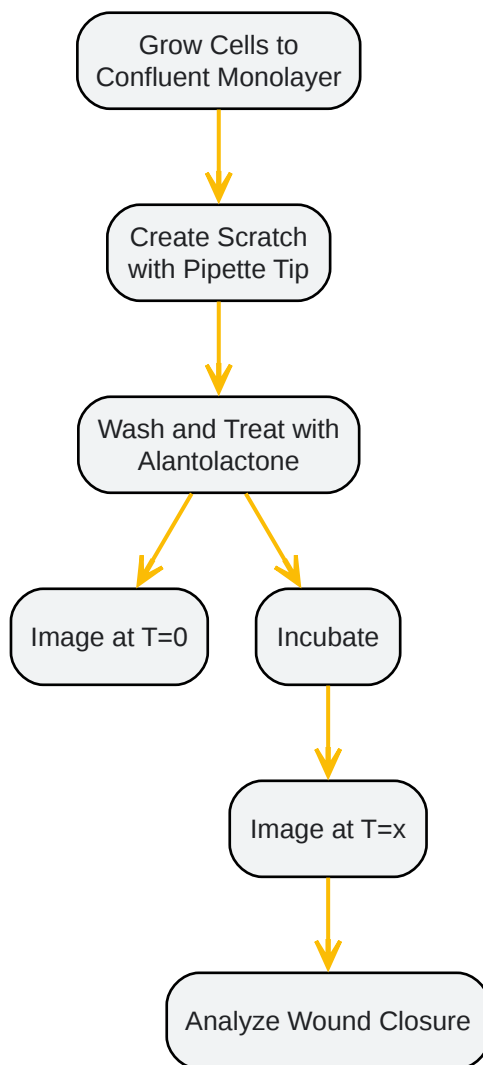 Grow Cells to
Confluent Monolayer
Create Scratch
with Pipette Tip
Wash and Treat with
Alantolactone
Image at T=0
Incubate
Image at T=x
Analyze Wound Closure